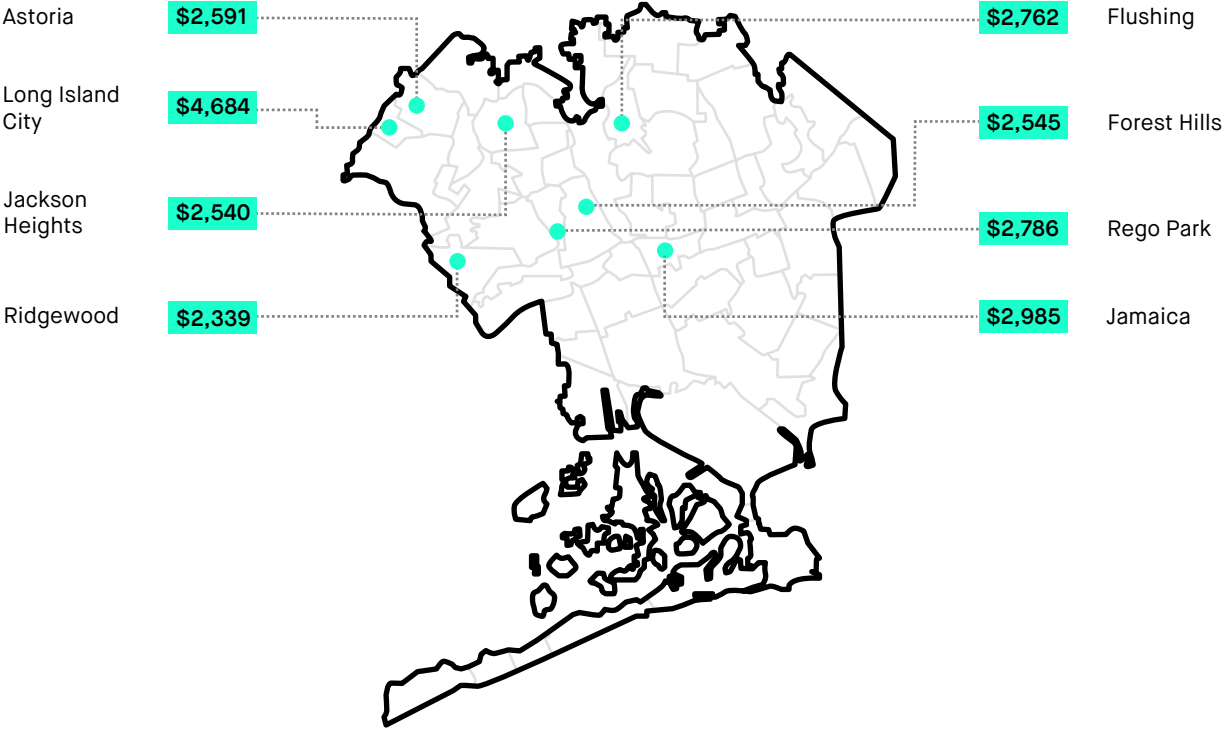 Astoria
$2,591
Long Island
City
$4,684
Jackson
Heights
$2,540
Ridgewood
$2,339
$2,762
Flushing
$2,545
Forest Hills
$2,786
Rego Park
$2,985
Jamaica